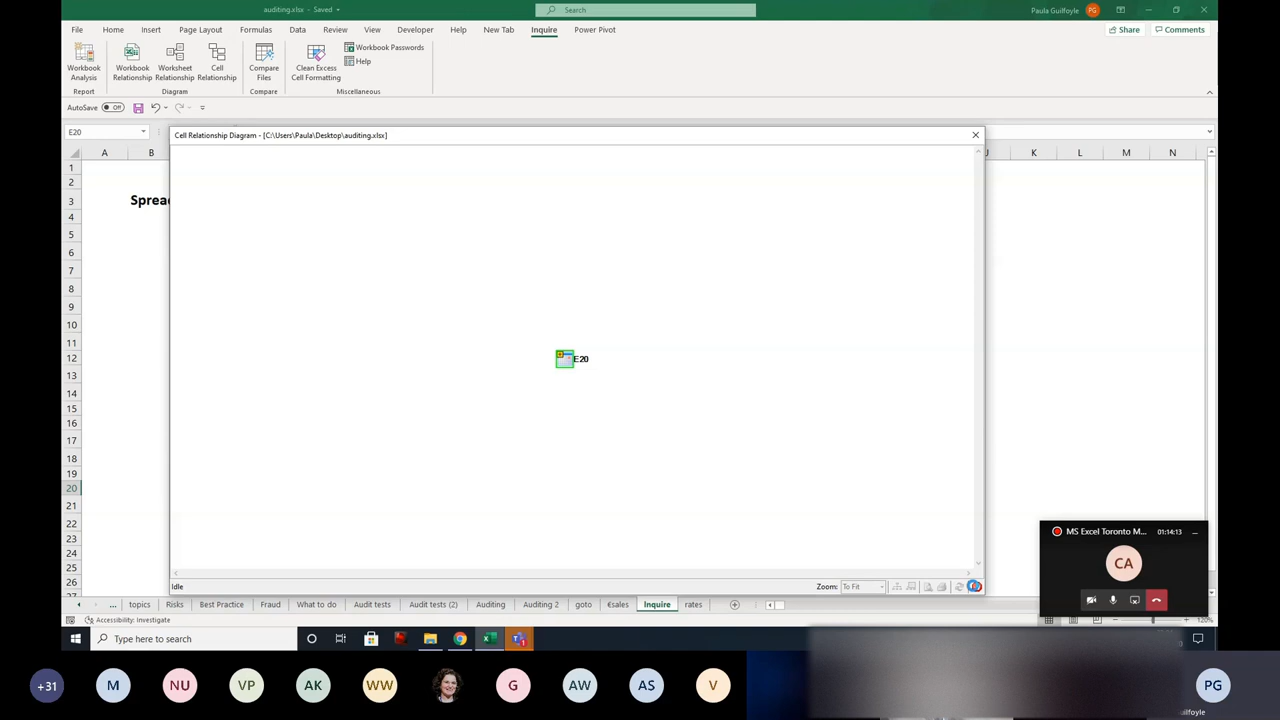 auditing.xlsx - Saved
Search
Paula Guilfoyle PG
File Home Insert Page Layout Formulas Data Review View Developer Help New Tab Inquire Power Pivot
Share Comments
Workbook Analysis
Workbook Relationship
Worksheet Relationship
Cell Relationship
Compare Files
Clean Excess Cell Formatting
Workbook Passwords
Help
Report Diagram Compare Miscellaneous
AutoSave Off
E20
Cell Relationship Diagram - [C:\Users\Paula\Desktop\auditing.xlsx]
A B K L M N
1
2
3 Sprea
4
5
6
7
8
9
10
11
12
E20
13
14
15
16
17
18
19
20
21
22
23
24
25
26
MS Excel Toronto M... 01:14:13
CA
Idle
Zoom: To Fit
... topics Risks Best Practice Fraud What to do Audit tests Audit tests (2) Auditing Auditing 2 goto €sales Inquire rates
Accessibility: Investigate
120%
Type here to search
+31 M NU VP AK WW G AW AS V PG
uilfoyle